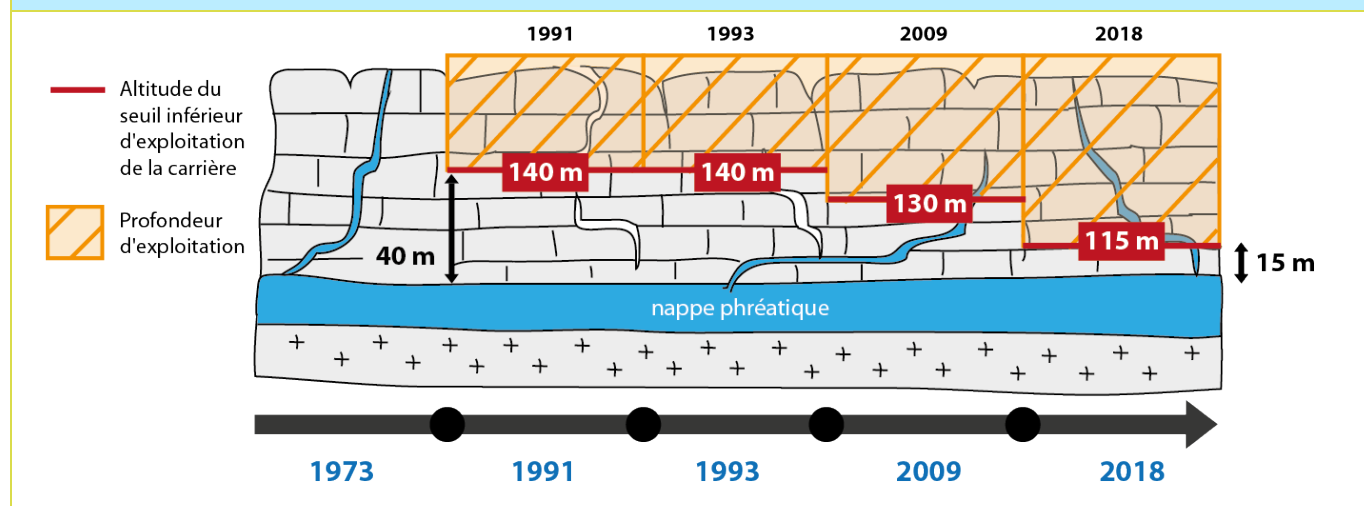 1991
1993
2009
2018
Altitude du
seuil inférieur
d'exploitation
de la carrière
Profondeur
d'exploitation
140 m
140 m
130 m
115 m
40 m
15 m
nappe phréatique
1973
1991
1993
2009
2018